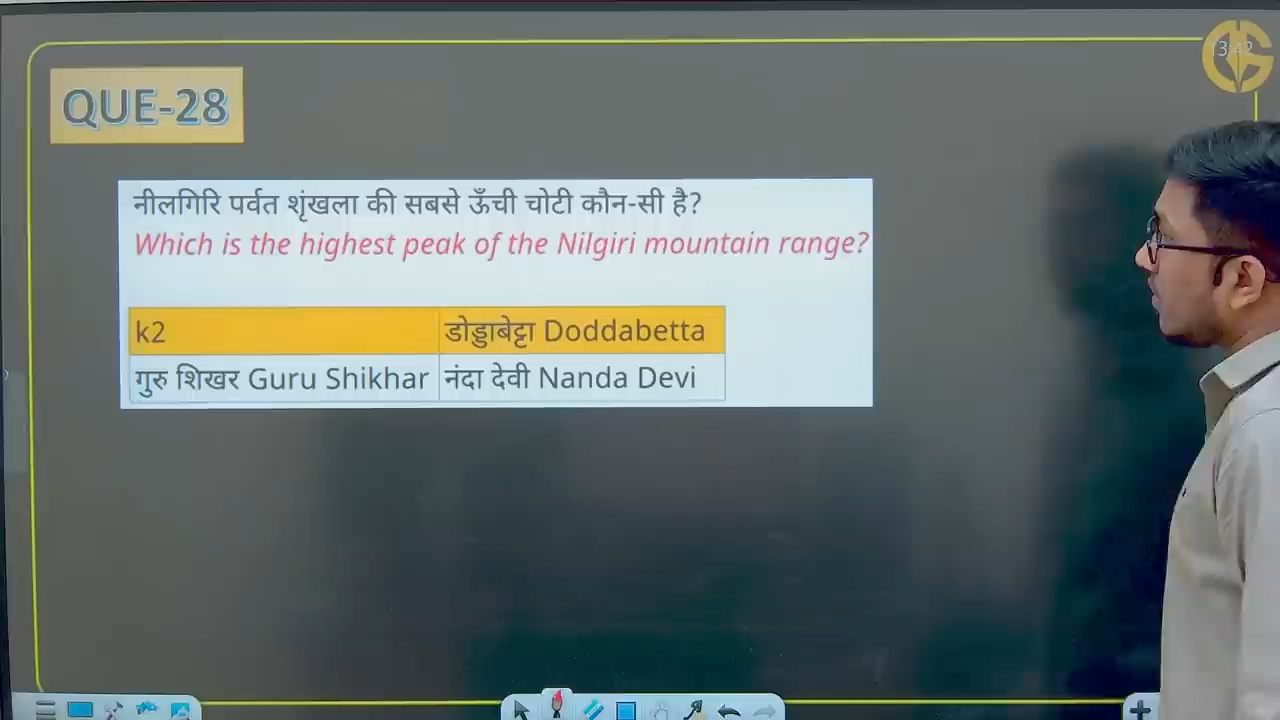 QUE-28
नीलगिरि पर्वत शृंखला की सबसे ऊँची चोटी कौन-सी है?
Which is the highest peak of the Nilgiri mountain range?
k2 डोड्डाबेट्टा Doddabetta
गुरु शिखर Guru Shikhar नंदा देवी Nanda Devi